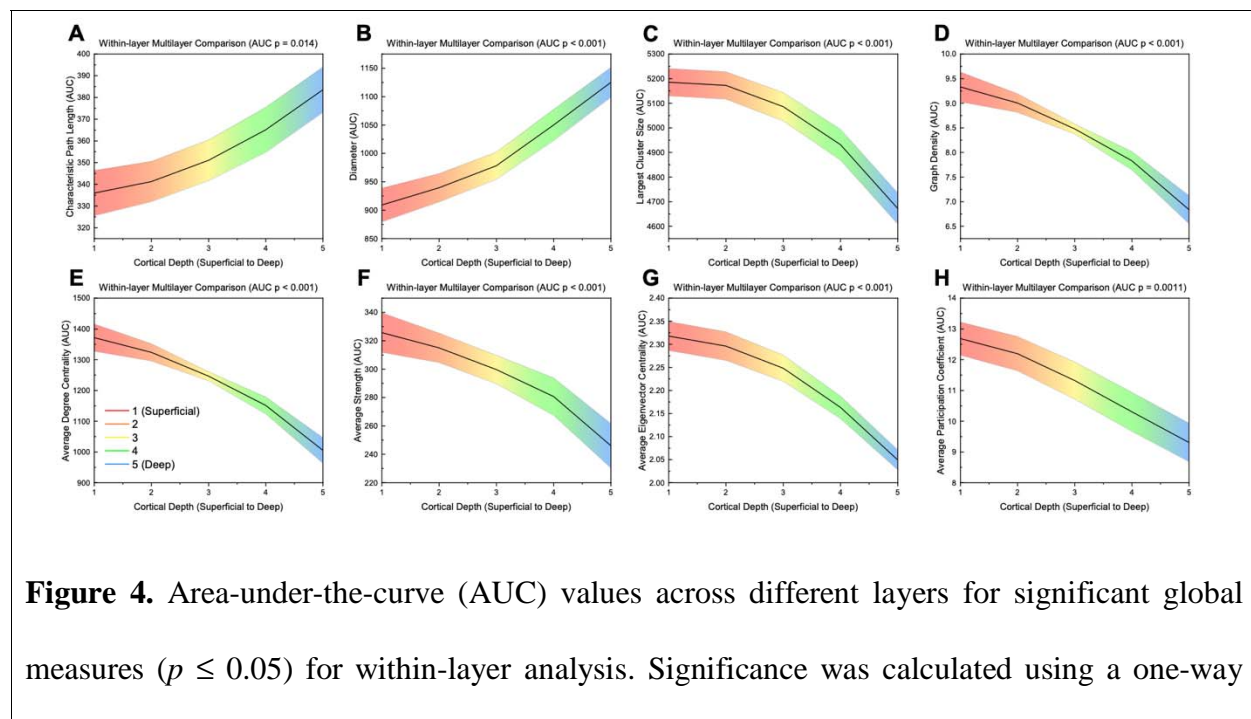 A
Within-layer Multilayer Comparison (AUC p = 0.014)
Characteristic Path Length (AUC)
400
390
380
370
360
350
340
330
320
1 2 3 4 5
Cortical Depth (Superficial to Deep)
B
Within-layer Multilayer Comparison (AUC p < 0.001)
Diameter (AUC)
1150
1100
1050
1000
950
900
850
1 2 3 4 5
Cortical Depth (Superficial to Deep)
C
Within-layer Multilayer Comparison (AUC p < 0.001)
Largest Cluster Size (AUC)
5300
5200
5100
5000
4900
4800
4700
4600
1 2 3 4 5
Cortical Depth (Superficial to Deep)
D
Within-layer Multilayer Comparison (AUC p < 0.001)
Graph Density (AUC)
10.0
9.5
9.0
8.5
8.0
7.5
7.0
6.5
1 2 3 4 5
Cortical Depth (Superficial to Deep)
E
Within-layer Multilayer Comparison (AUC p < 0.001)
Average Degree Centrality (AUC)
1500
1400
1300
1200
1100
1000
900
1 (Superficial)
2
3
4
5 (Deep)
1 2 3 4 5
Cortical Depth (Superficial to Deep)
F
Within-layer Multilayer Comparison (AUC p < 0.001)
Average Strength (AUC)
340
320
300
280
260
240
220
1 2 3 4 5
Cortical Depth (Superficial to Deep)
G
Within-layer Multilayer Comparison (AUC p < 0.001)
Average Eigenvector Centrality (AUC)
2.40
2.35
2.30
2.25
2.20
2.15
2.10
2.05
2.00
1 2 3 4 5
Cortical Depth (Superficial to Deep)
H
Within-layer Multilayer Comparison (AUC p = 0.0011)
Average Participation Coefficient (AUC)
14
13
12
11
10
9
8
1 2 3 4 5
Cortical Depth (Superficial to Deep)
Figure 4. Area-under-the-curve (AUC) values across different layers for significant global
measures (p ≤ 0.05) for within-layer analysis. Significance was calculated using a one-way